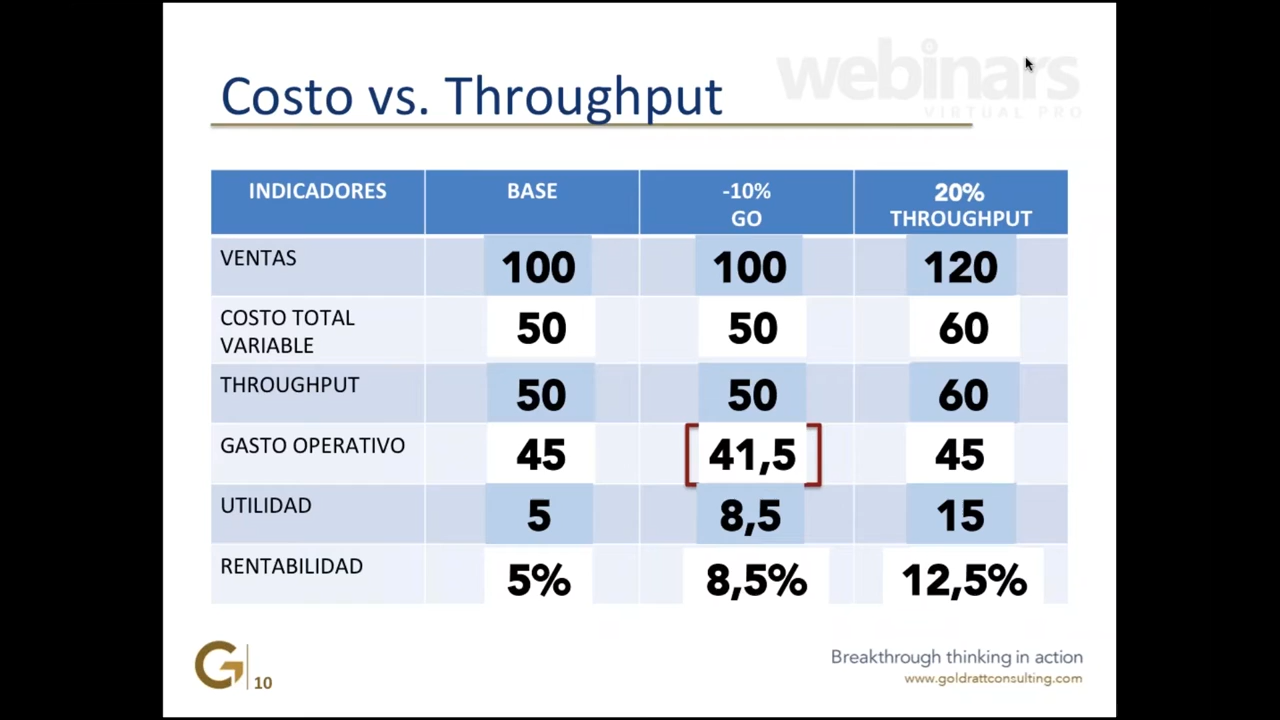 webinars
VIRTUAL PRO
Costo vs. Throughput
INDICADORES BASE -10% GO 20% THROUGHPUT
VENTAS 100 100 120
COSTO TOTAL VARIABLE 50 50 60
THROUGHPUT 50 50 60
GASTO OPERATIVO 45 41,5 45
UTILIDAD 5 8,5 15
RENTABILIDAD 5% 8,5% 12,5%
G 10
Breakthrough thinking in action
www.goldrattconsulting.com